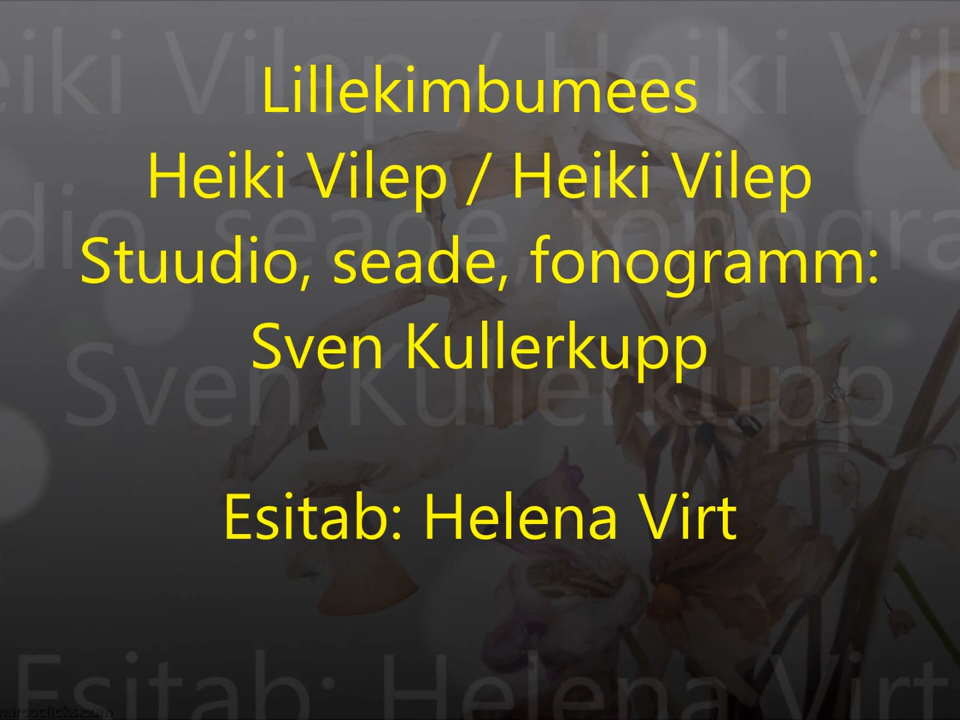 Lillekimbumees
Heiki Vilep / Heiki Vilep
Stuudio, seade, fonogramm:
Sven Kullerkupp
Esitab: Helena Virt